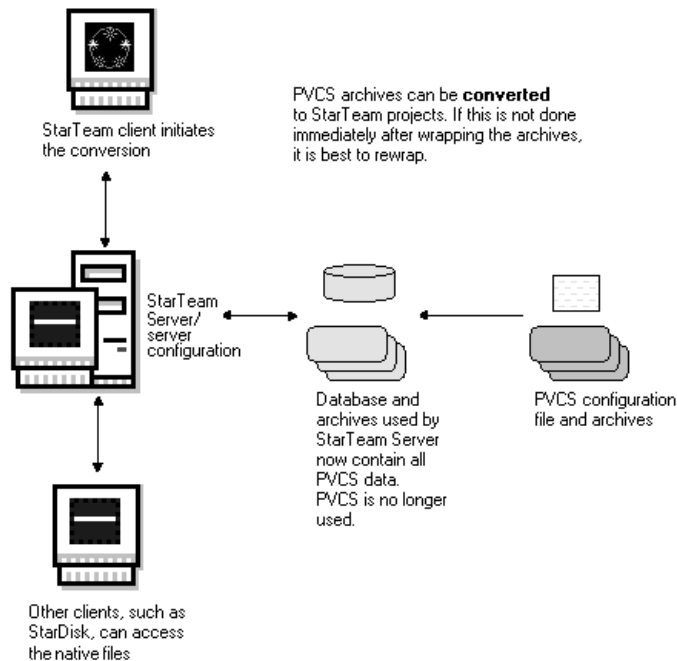 PVCS archives can be converted
to StarTeam projects. If this is not done
immediately after wrapping the archives,
it is best to rewrap.
StarTeam client initiates
the conversion
StarTeam
Server/
server
configuration
Database and
archives used by
StarTeam Server
now contain all
PVCS data.
PVCS is no longer
used.
PVCS configuration
file and archives
Other clients, such as
StarDisk, can access
the native files